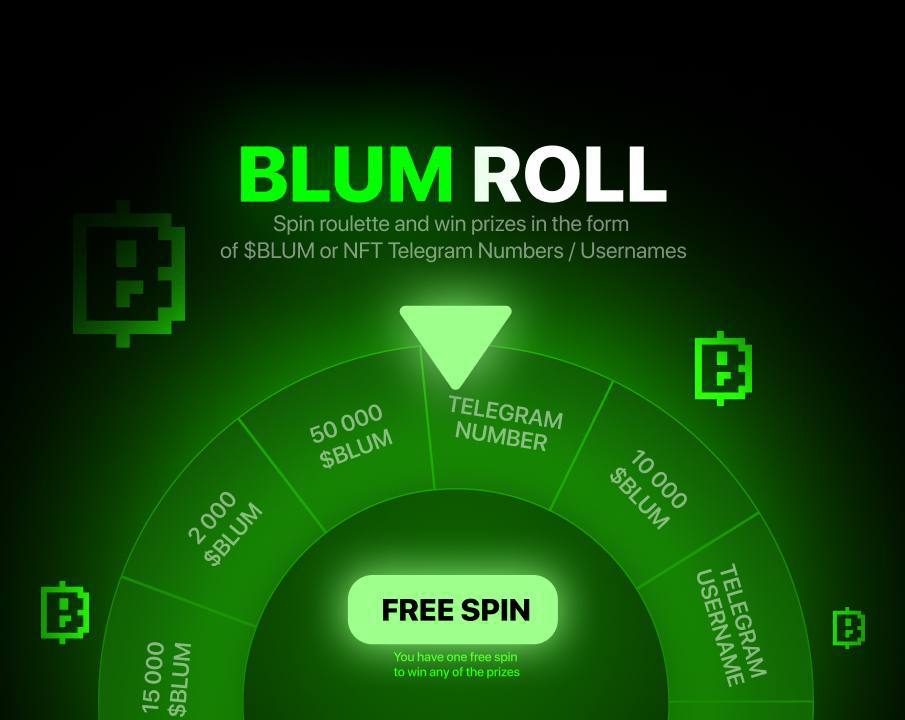 BLUM ROLL
Spin roulette and win prizes in the form
of $BLUM or NFT Telegram Numbers / Usernames
15 000
$BLUM
2 000
$BLUM
50 000
$BLUM
TELEGRAM
NUMBER
10 000
$BLUM
TELEGRAM
USERNAME
FREE SPIN
You have one free spin
to win any of the prizes